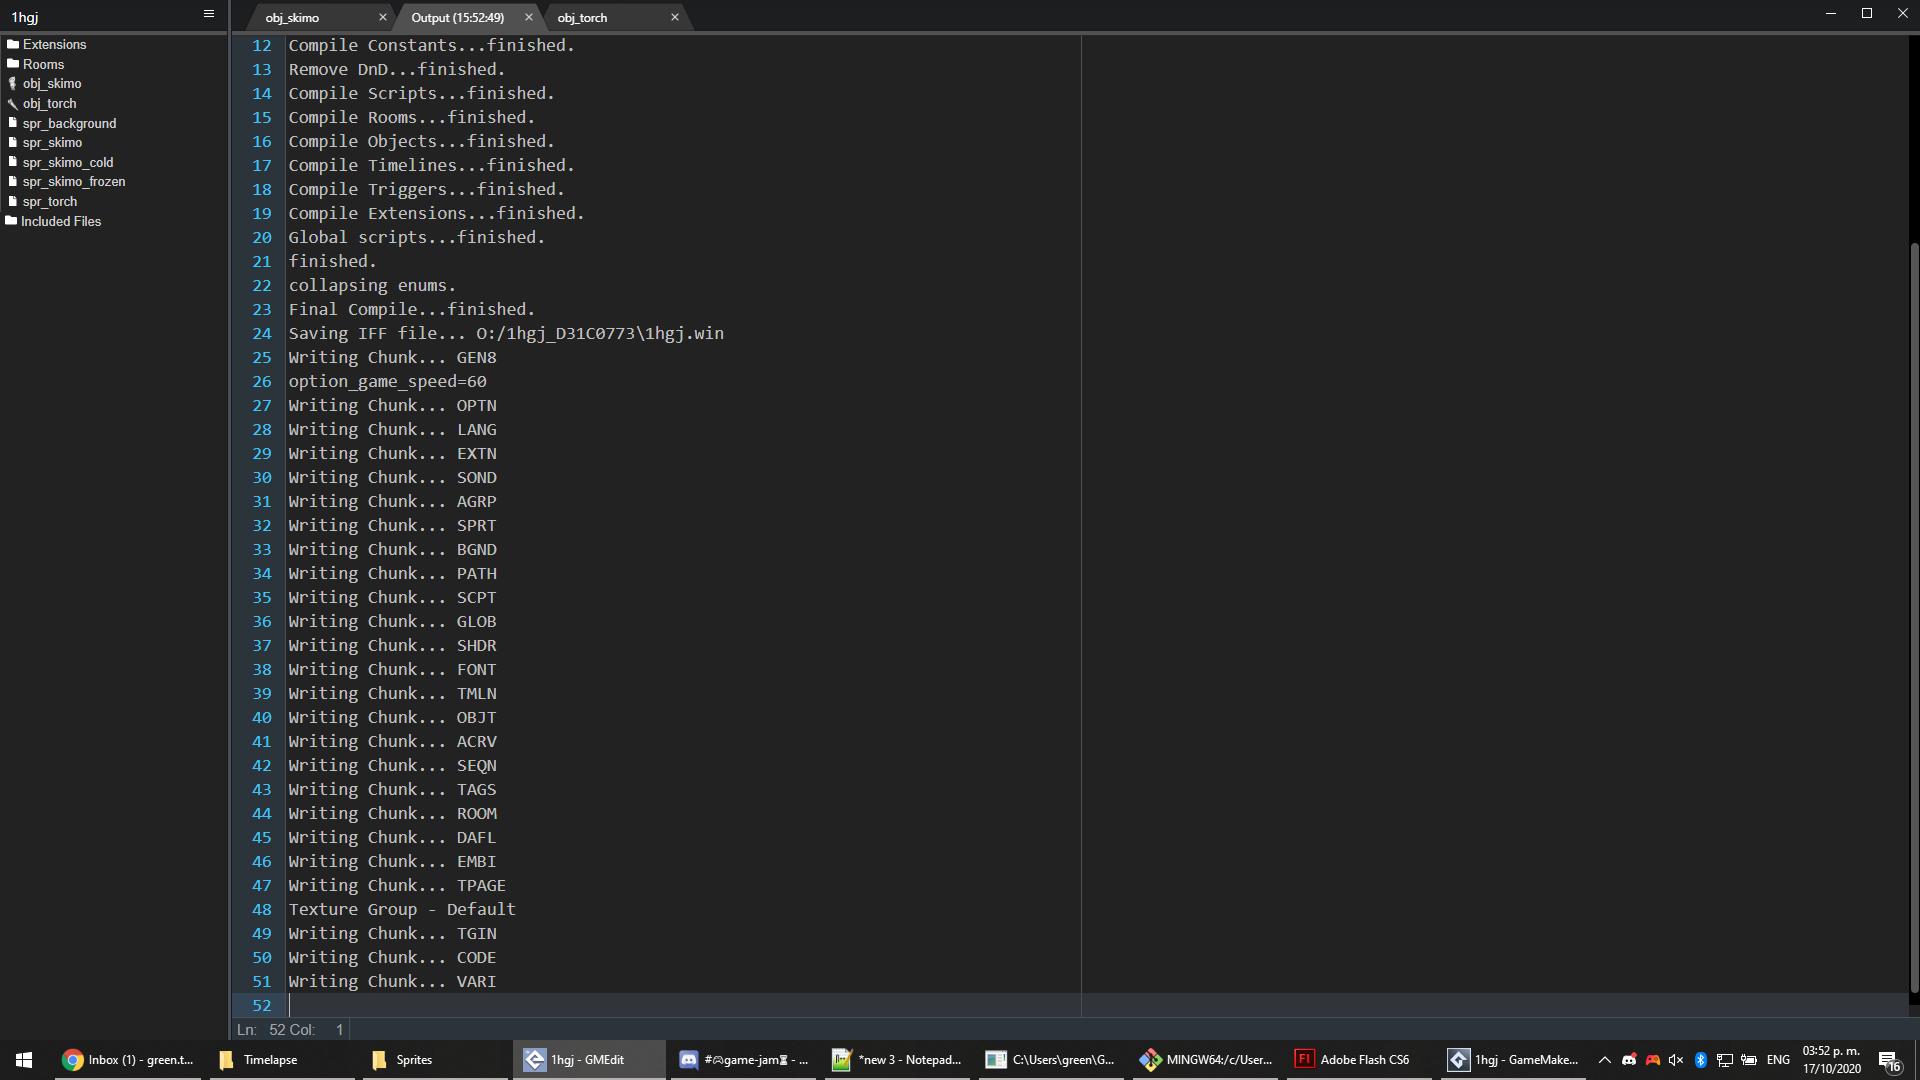 1hgj
obj_skimo
Output (15:52:49)
obj_torch
Extensions
Rooms
obj_skimo
obj_torch
spr_background
spr_skimo
spr_skimo_cold
spr_skimo_frozen
spr_torch
Included Files
12 Compile Constants...finished.
13 Remove DnD...finished.
14 Compile Scripts...finished.
15 Compile Rooms...finished.
16 Compile Objects...finished.
17 Compile Timelines...finished.
18 Compile Triggers...finished.
19 Compile Extensions...finished.
20 Global scripts...finished.
21 finished.
22 collapsing enums.
23 Final Compile...finished.
24 Saving IFF file... O:/1hgj_D31C0773\1hgj.win
25 Writing Chunk... GEN8
26 option_game_speed=60
27 Writing Chunk... OPTN
28 Writing Chunk... LANG
29 Writing Chunk... EXTN
30 Writing Chunk... SOND
31 Writing Chunk... AGRP
32 Writing Chunk... SPRT
33 Writing Chunk... BGND
34 Writing Chunk... PATH
35 Writing Chunk... SCPT
36 Writing Chunk... GLOB
37 Writing Chunk... SHDR
38 Writing Chunk... FONT
39 Writing Chunk... TMLN
40 Writing Chunk... OBJT
41 Writing Chunk... ACRV
42 Writing Chunk... SEQN
43 Writing Chunk... TAGS
44 Writing Chunk... ROOM
45 Writing Chunk... DAFL
46 Writing Chunk... EMBI
47 Writing Chunk... TPAGE
48 Texture Group - Default
49 Writing Chunk... TGIN
50 Writing Chunk... CODE
51 Writing Chunk... VARI
52
Ln: 52 Col: 1
Inbox (1) - green.t...
Timelapse
Sprites
1hgj - GMEdit
#🎮game-jam⏳ - ...
*new 3 - Notepad...
C:\Users\green\G...
MINGW64:/c/User...
Adobe Flash CS6
1hgj - GameMake...
ENG
03:52 p. m.
17/10/2020
16